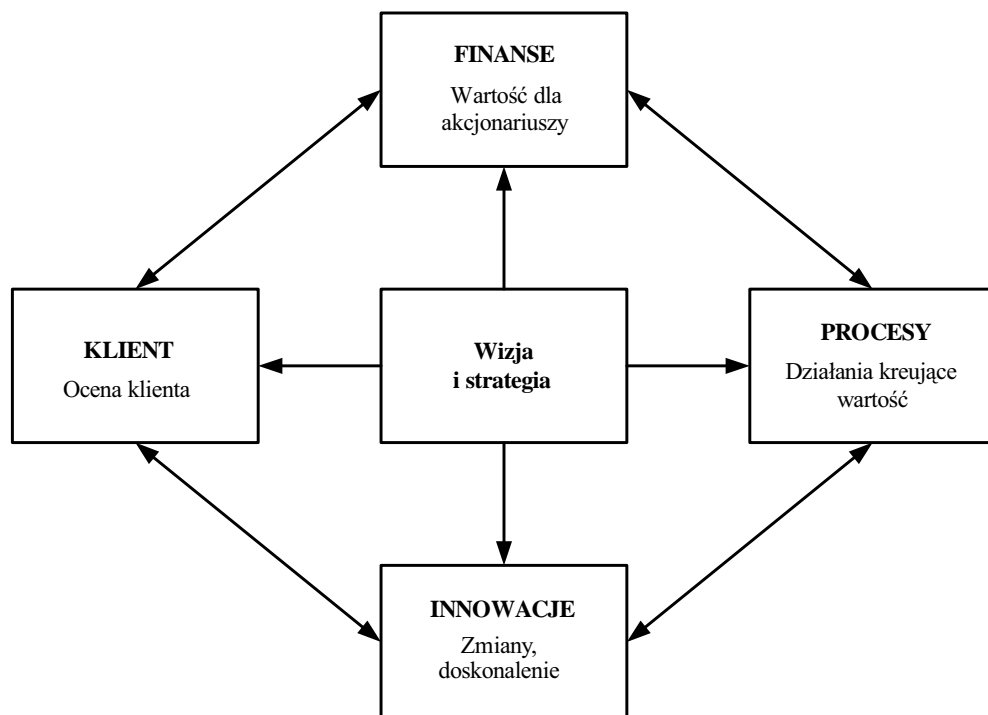 FINANSE
Wartość dla
akcjonariuszy
KLIENT
Ocena klienta
Wizja
i strategia
PROCESY
Działania kreujące
wartość
INNOWACJE
Zmiany,
doskonalenie